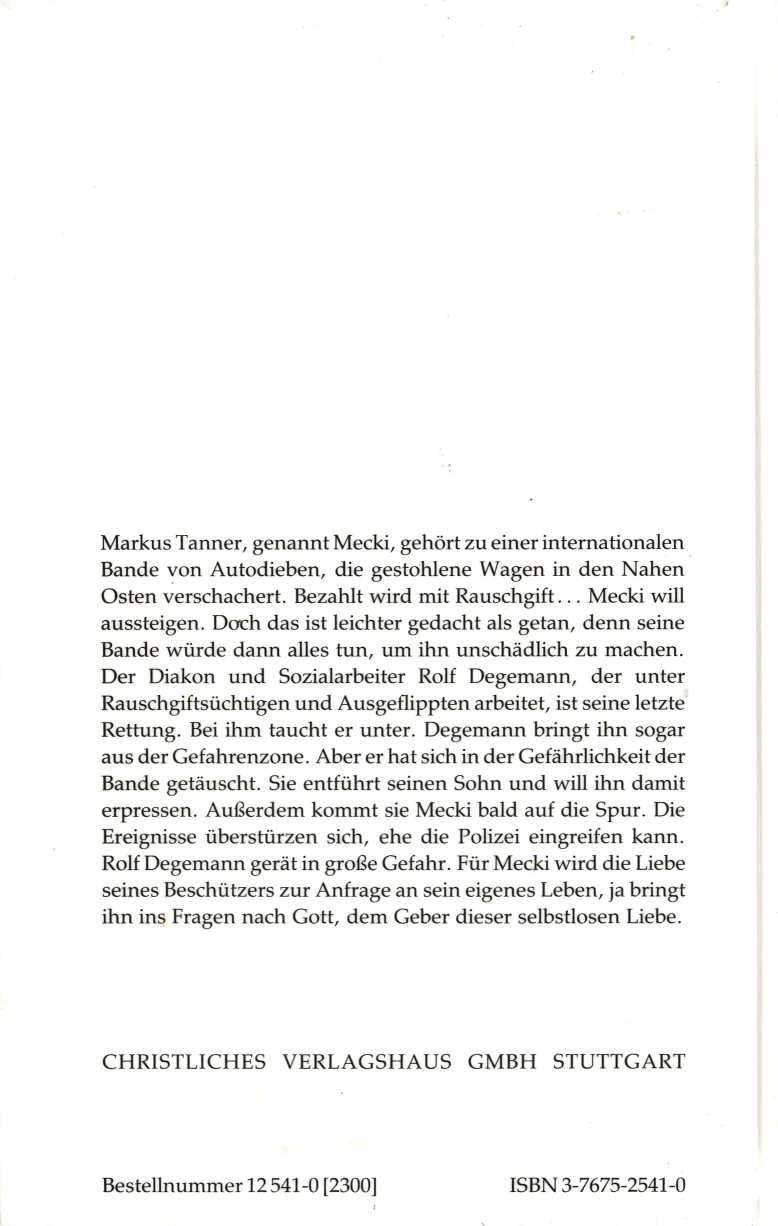 Markus Tanner, genannt Mecki, gehört zu einer internationalen
Bande von Autodieben, die gestohlene Wagen in den Nahen
Osten verschachert. Bezahlt wird mit Rauschgift... Mecki will
aussteigen. Doch das ist leichter gedacht als getan, denn seine
Bande würde dann alles tun, um ihn unschädlich zu machen.
Der Diakon und Sozialarbeiter Rolf Degemann, der unter
Rauschgiftsüchtigen und Ausgeflippten arbeitet, ist seine letzte
Rettung. Bei ihm taucht er unter. Degemann bringt ihn sogar
aus der Gefahrenzone. Aber er hat sich in der Gefährlichkeit der
Bande getäuscht. Sie entführt seinen Sohn und will ihn damit
erpressen. Außerdem kommt sie Mecki bald auf die Spur. Die
Ereignisse überstürzen sich, ehe die Polizei eingreifen kann.
Rolf Degemann gerät in große Gefahr. Für Mecki wird die Liebe
seines Beschützers zur Anfrage an sein eigenes Leben, ja bringt
ihn ins Fragen nach Gott, dem Geber dieser selbstlosen Liebe.
CHRISTLICHES VERLAGSHAUS GMBH STUTTGART
Bestellnummer 12 541-0 [2300] ISBN 3-7675-2541-0